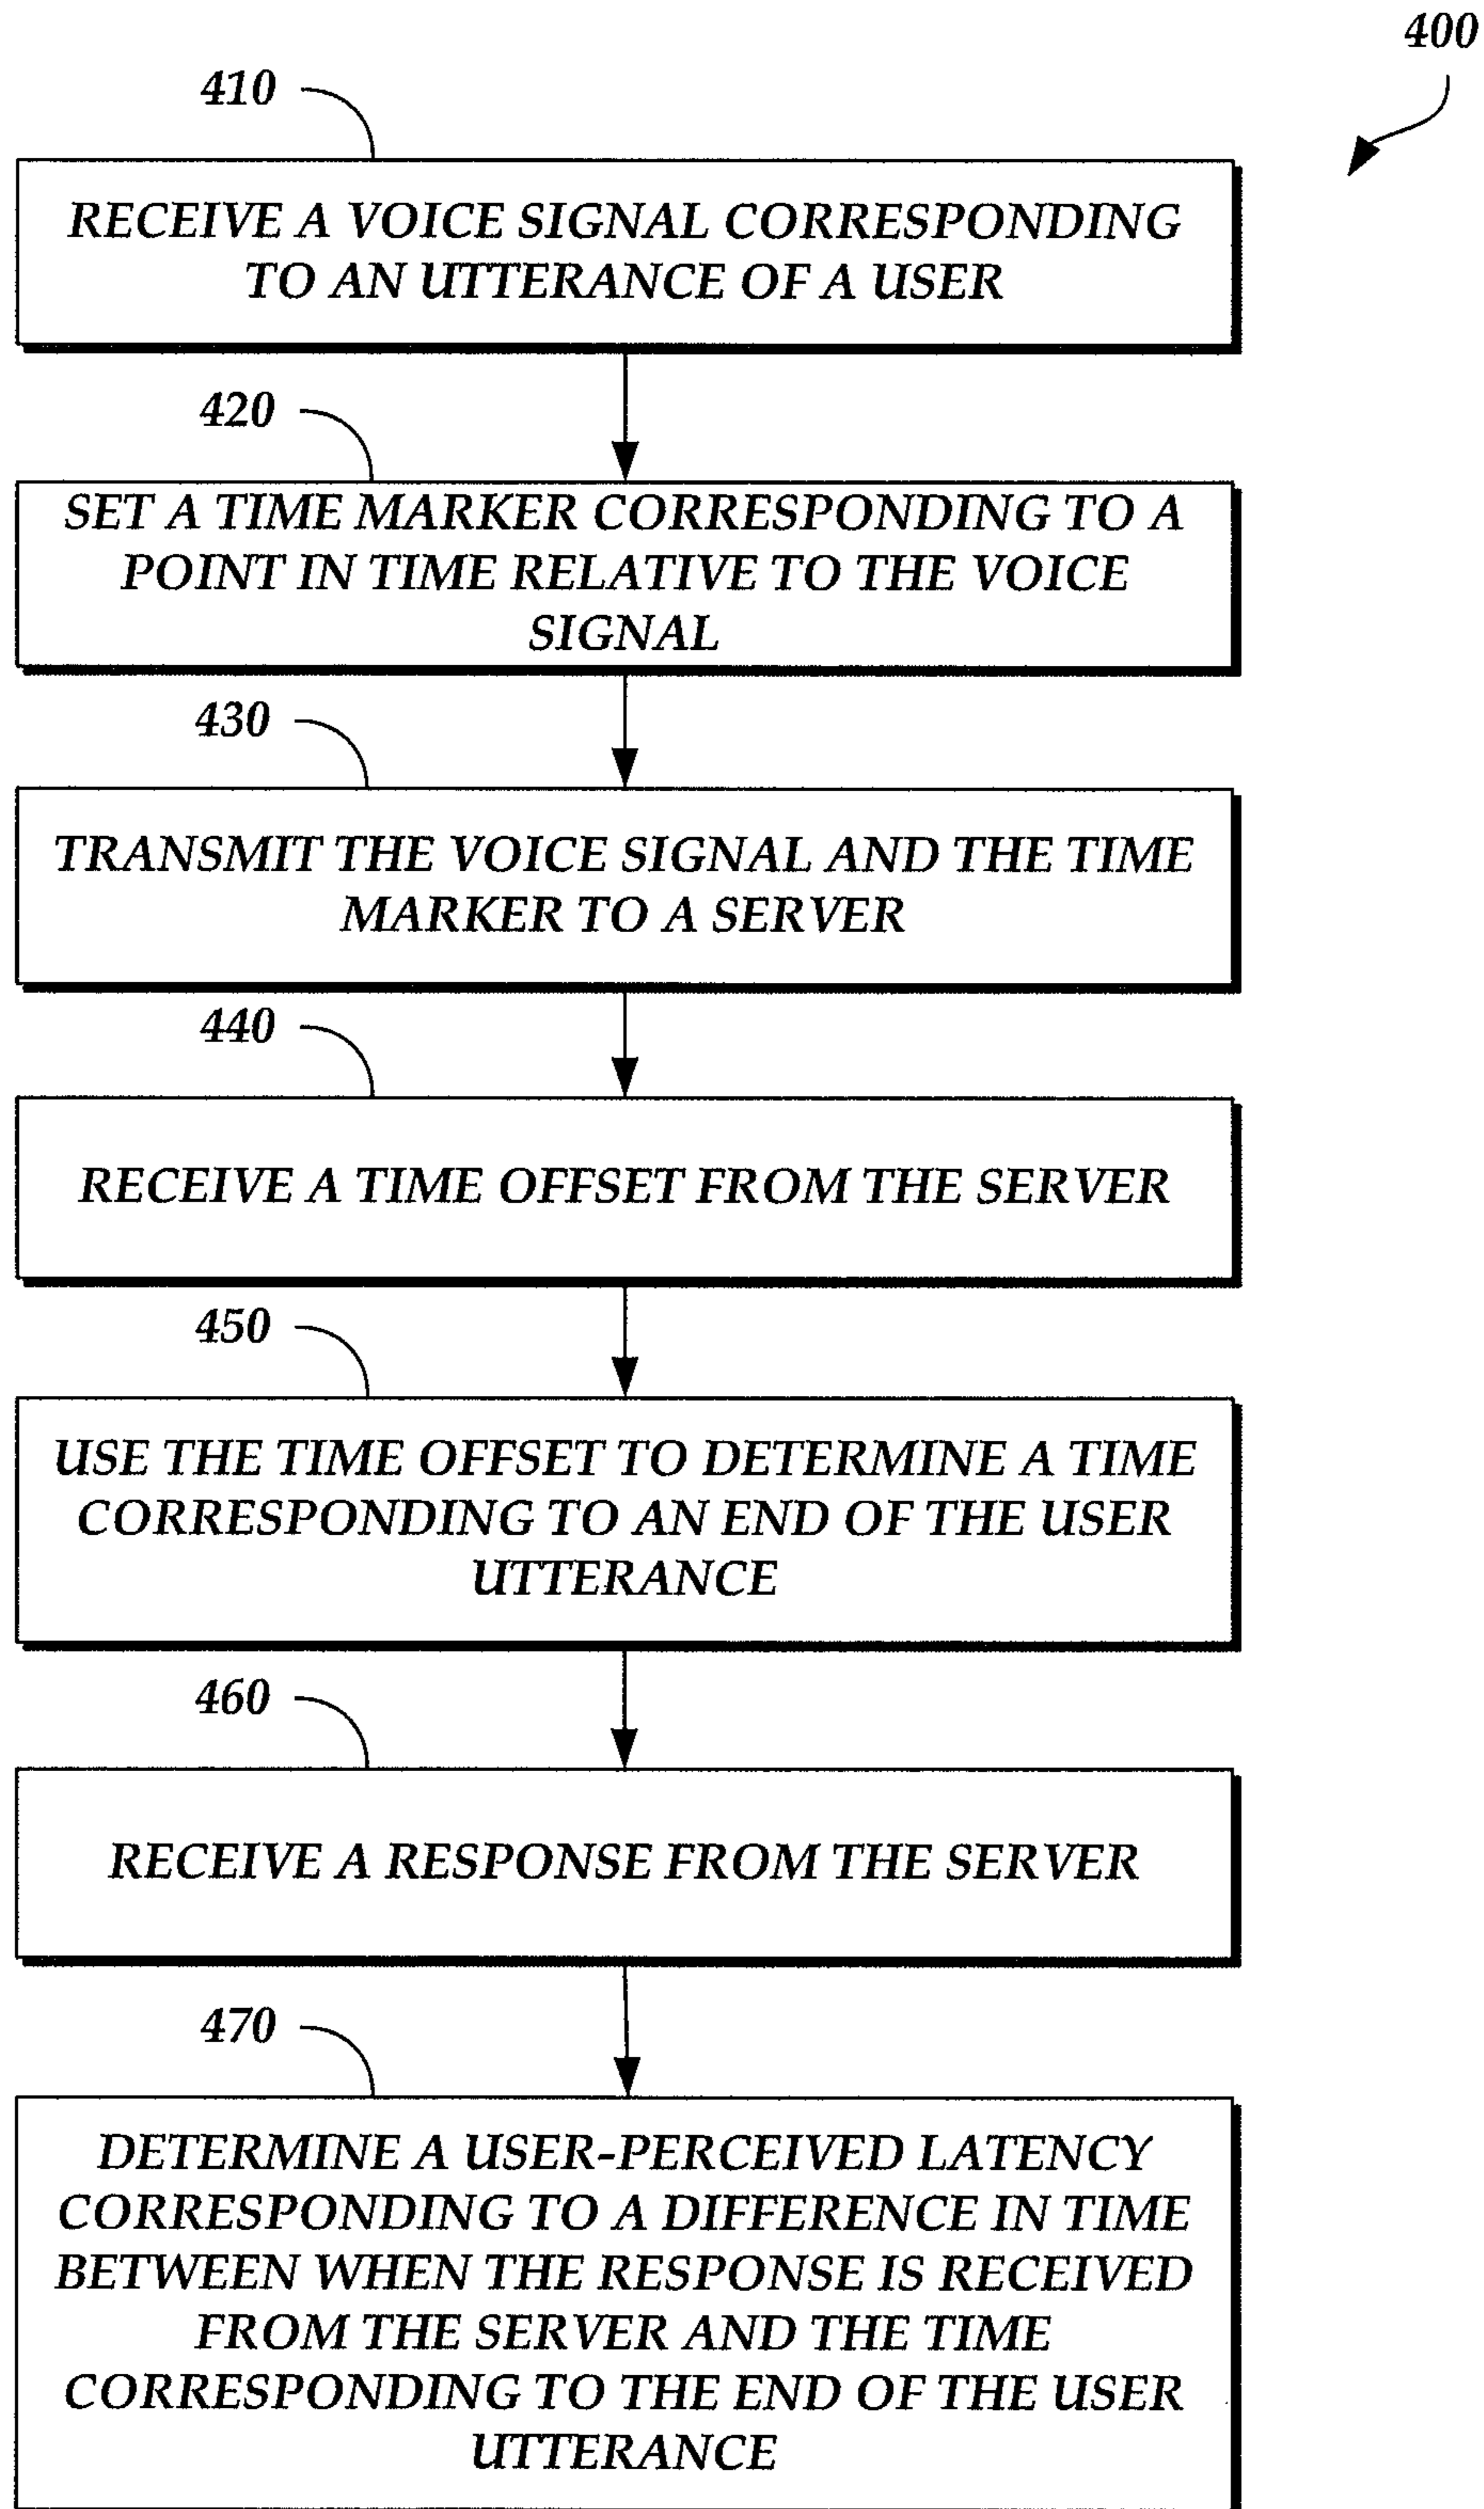 400
410
RECEIVE A VOICE SIGNAL CORRESPONDING
TO AN UTTERANCE OF A USER
420
SET A TIME MARKER CORRESPONDING TO A
POINT IN TIME RELATIVE TO THE VOICE
SIGNAL
430
TRANSMIT THE VOICE SIGNAL AND THE TIME
MARKER TO A SERVER
440
RECEIVE A TIME OFFSET FROM THE SERVER
450
USE THE TIME OFFSET TO DETERMINE A TIME
CORRESPONDING TO AN END OF THE USER
UTTERANCE
460
RECEIVE A RESPONSE FROM THE SERVER
470
DETERMINE A USER-PERCEIVED LATENCY
CORRESPONDING TO A DIFFERENCE IN TIME
BETWEEN WHEN THE RESPONSE IS RECEIVED
FROM THE SERVER AND THE TIME
CORRESPONDING TO THE END OF THE USER
UTTERANCE